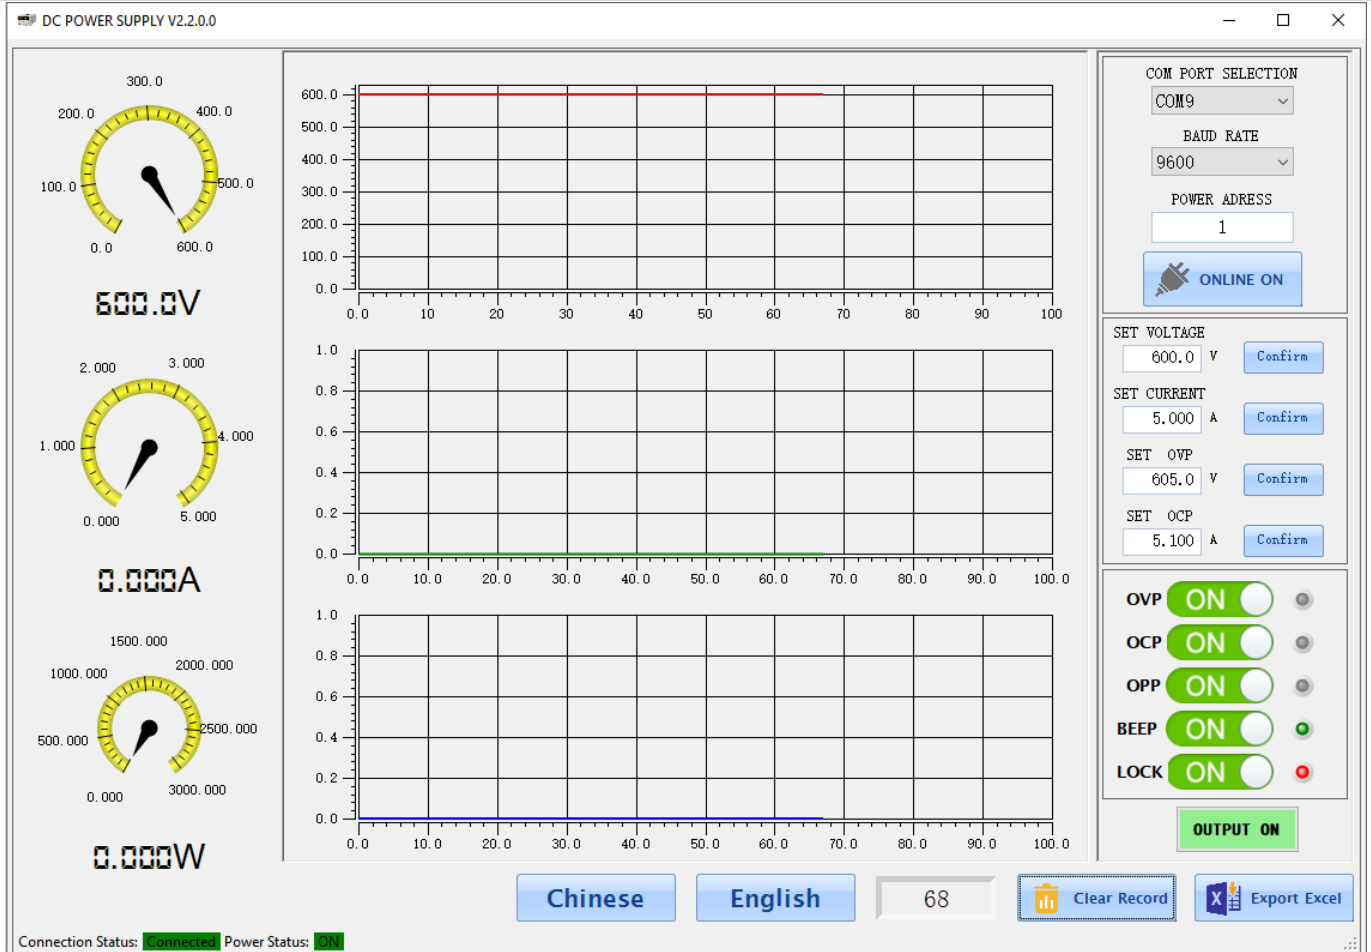 DC POWER SUPPLY V2.2.0.0
300.0
200.0
400.0
100.0
500.0
0.0
600.0
600.0V
2.000
3.000
1.000
4.000
0.000
5.000
0.000A
1500.000
1000.000
2000.000
500.000
2500.000
0.000
3000.000
0.000W
600.0
500.0
400.0
300.0
200.0
100.0
0.0
0.0 10 20 30 40 50 60 70 80 90 100
1.0
0.8
0.6
0.4
0.2
0.0
0.0 10.0 20.0 30.0 40.0 50.0 60.0 70.0 80.0 90.0 100.0
1.0
0.8
0.6
0.4
0.2
0.0
0.0 10.0 20.0 30.0 40.0 50.0 60.0 70.0 80.0 90.0 100.0
COM PORT SELECTION
COM9
BAUD RATE
9600
POWER ADRESS
1
ONLINE ON
SET VOLTAGE
600.0 V Confirm
SET CURRENT
5.000 A Confirm
SET OVP
605.0 V Confirm
SET OCP
5.100 A Confirm
OVP ON
OCP ON
OPP ON
BEEP ON
LOCK ON
OUTPUT ON
Chinese English 68 Clear Record Export Excel
Connection Status: Connected Power Status: ON